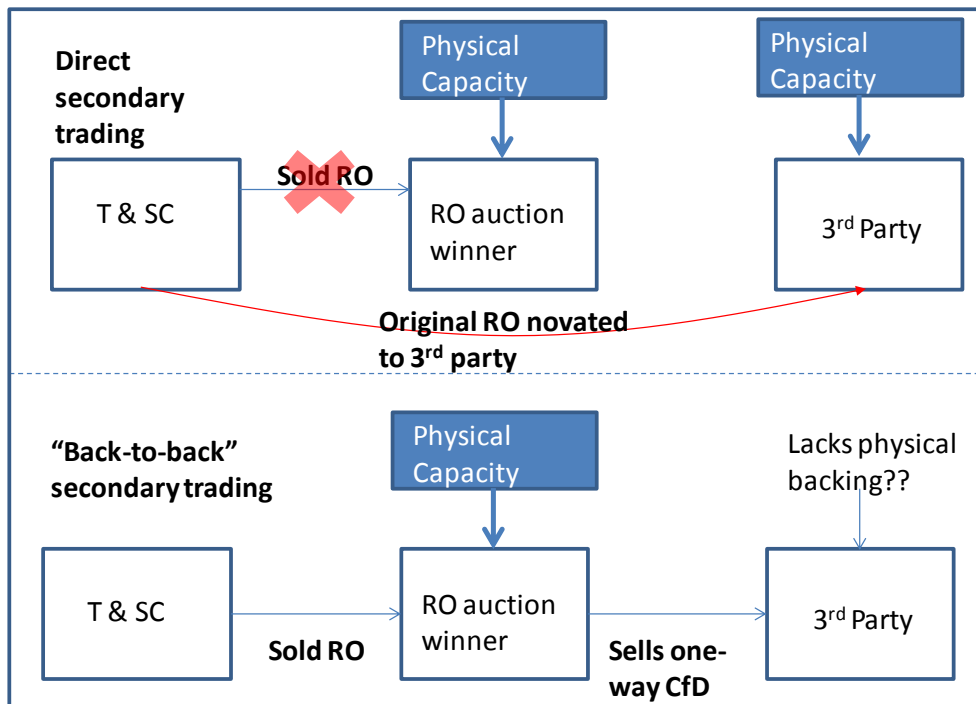 Direct
secondary
trading
Physical
Capacity
Physical
Capacity
Sold RO
T & SC
RO auction
winner
3rd Party
Original RO novated
to 3rd party
“Back-to-back”
secondary trading
Physical
Capacity
Lacks physical
backing??
T & SC
RO auction
winner
3rd Party
Sold RO
Sells one-
way CfD